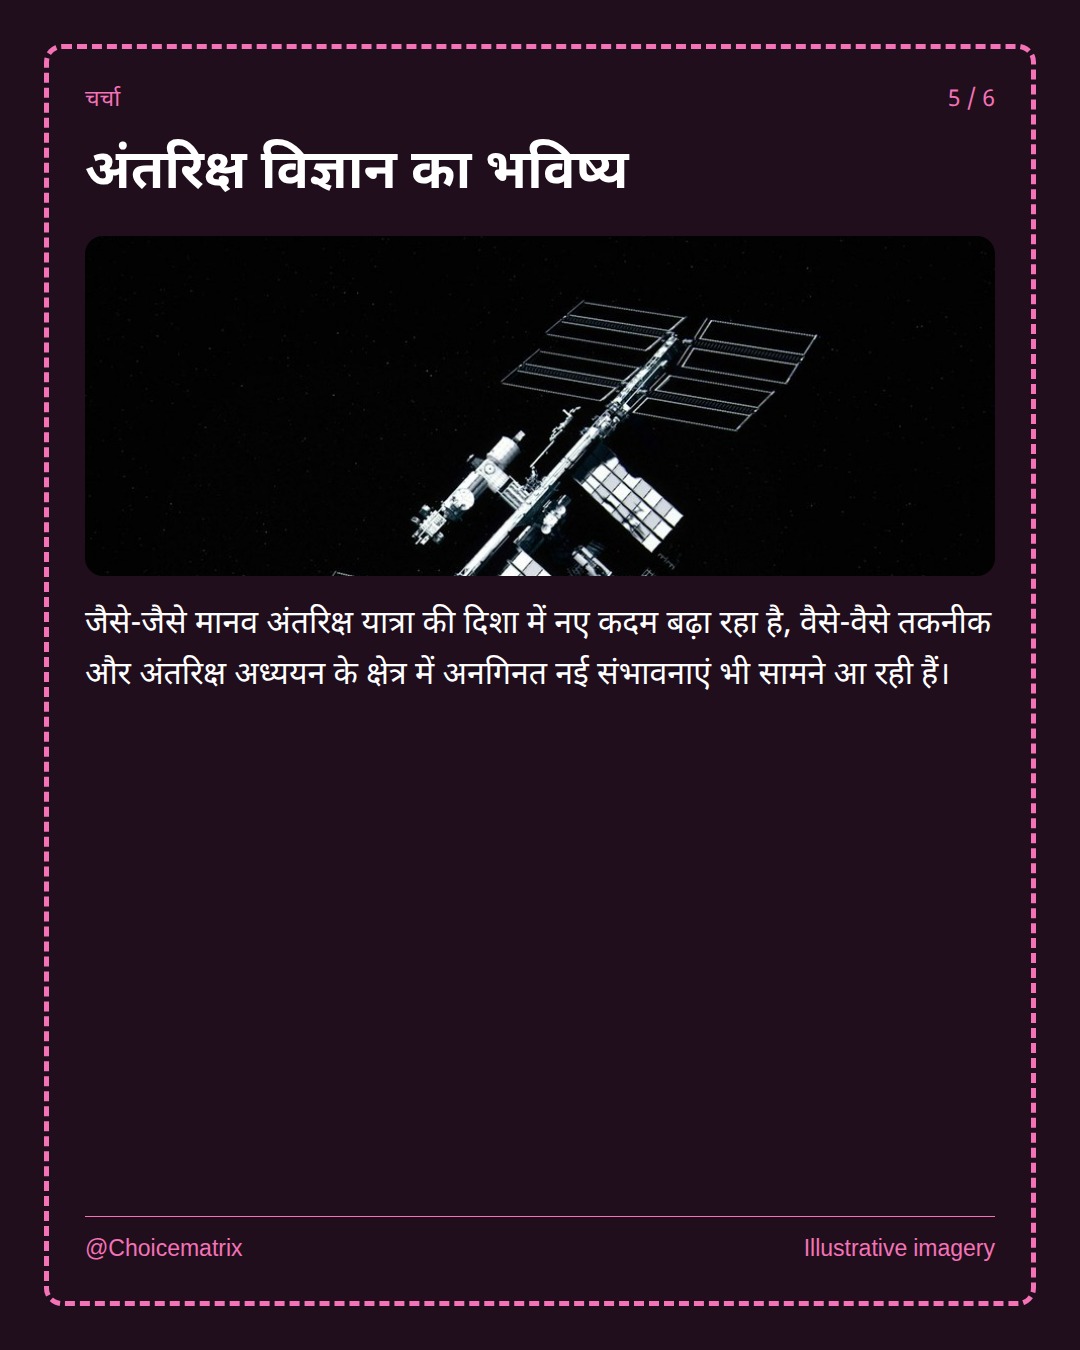 चर्चा
5 / 6
अंतरिक्ष विज्ञान का भविष्य
जैसे-जैसे मानव अंतरिक्ष यात्रा की दिशा में नए कदम बढ़ा रहा है, वैसे-वैसे तकनीक
और अंतरिक्ष अध्ययन के क्षेत्र में अनगिनत नई संभावनाएं भी सामने आ रही हैं।
@Choicematrix
Illustrative imagery